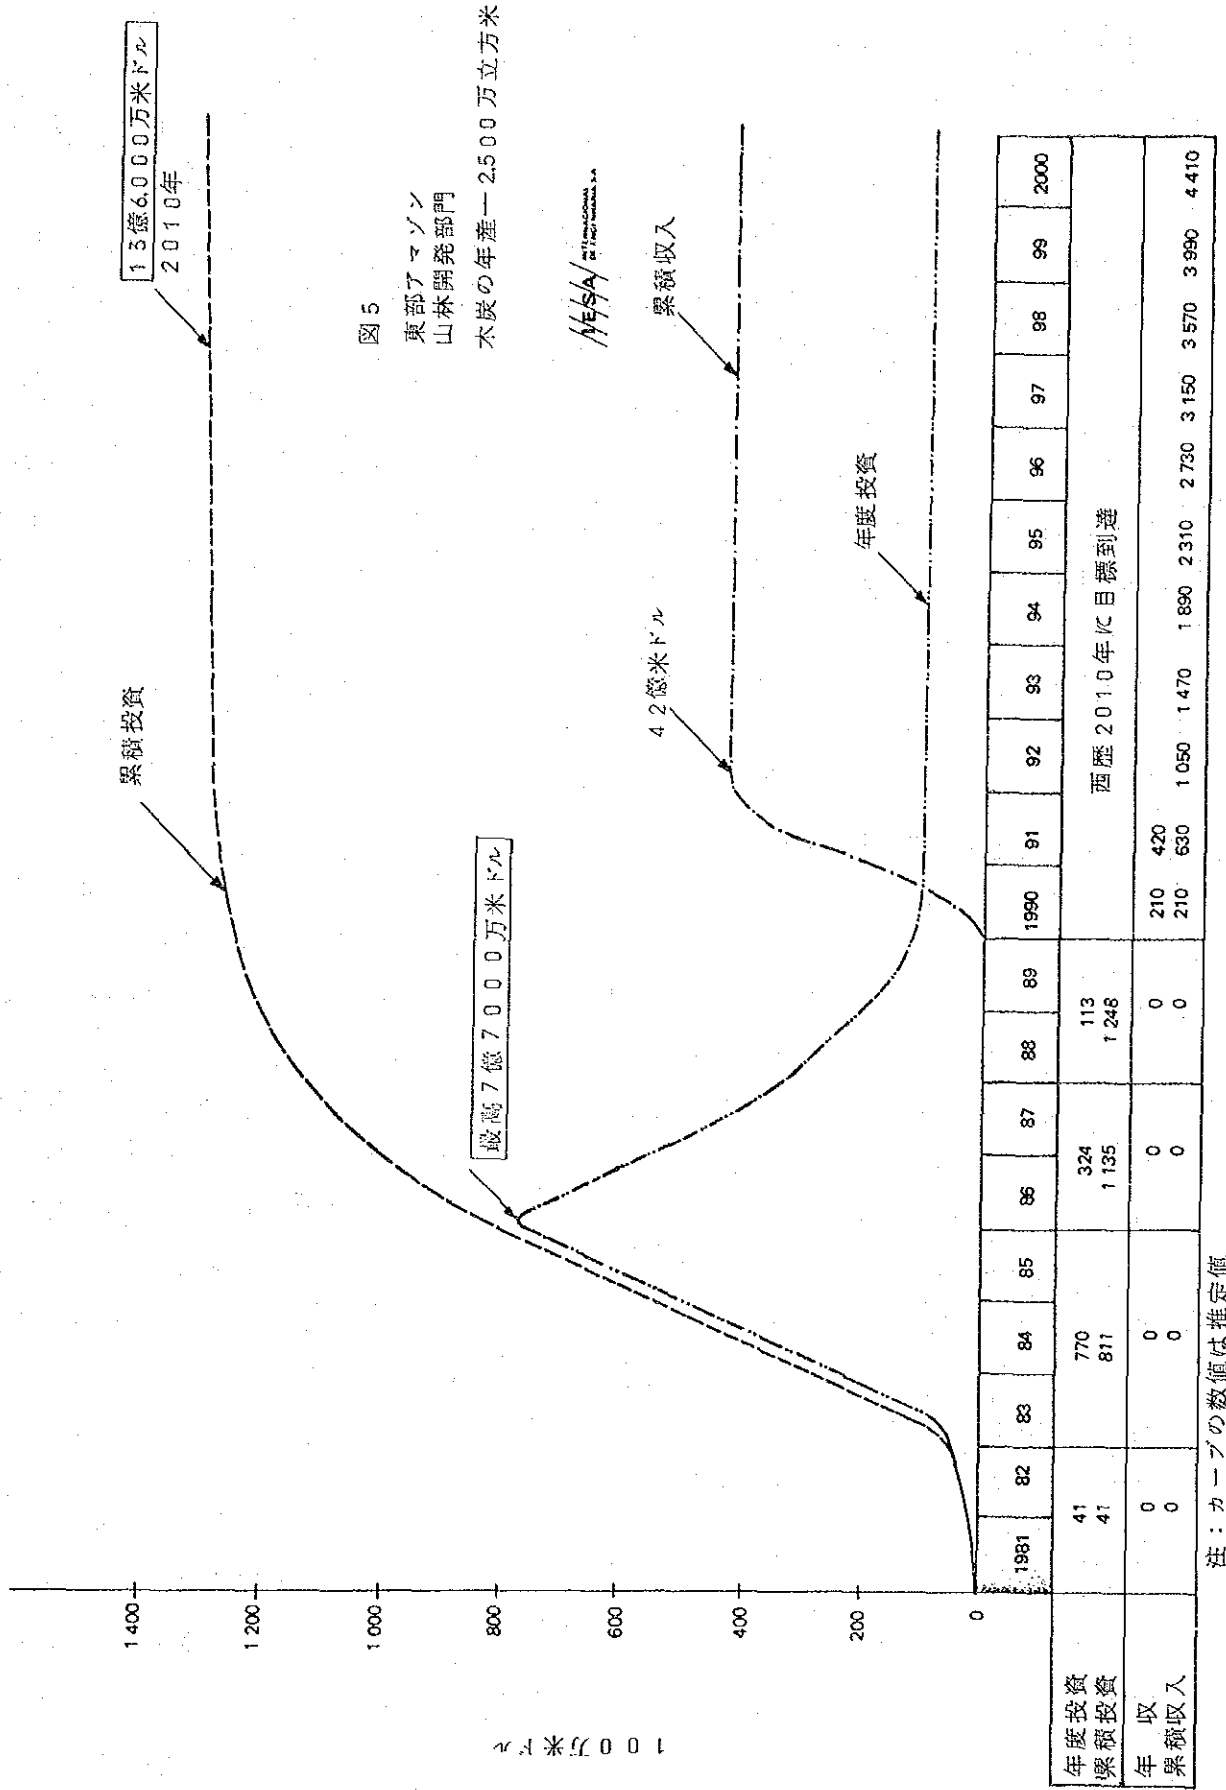 13億6,000万米ドル
2010年
図5
東部アマゾン
山林開発部門
木炭の年産—2,500万立方米
IESA INTERNACIONAL
DE ENGENHARIA S.A
累積投資
累積収入
42億米ドル
年度投資
最高7億7000万米ドル
100万米ドル
1400
1200
1000
800
600
400
200
0
1981 82 83 84 85 86 87 88 89 1990 91 92 93 94 95 96 97 98 99 2000
年度投資 41 770 324 113
累積投資 41 811 1135 1248
西歴2010年に目標到達
年収 0 0 0 0 210 420
累積収入 0 0 0 0 210 630 1050 1470 1890 2310 2730 3150 3570 3990 4410
注：カーブの数値は推定値